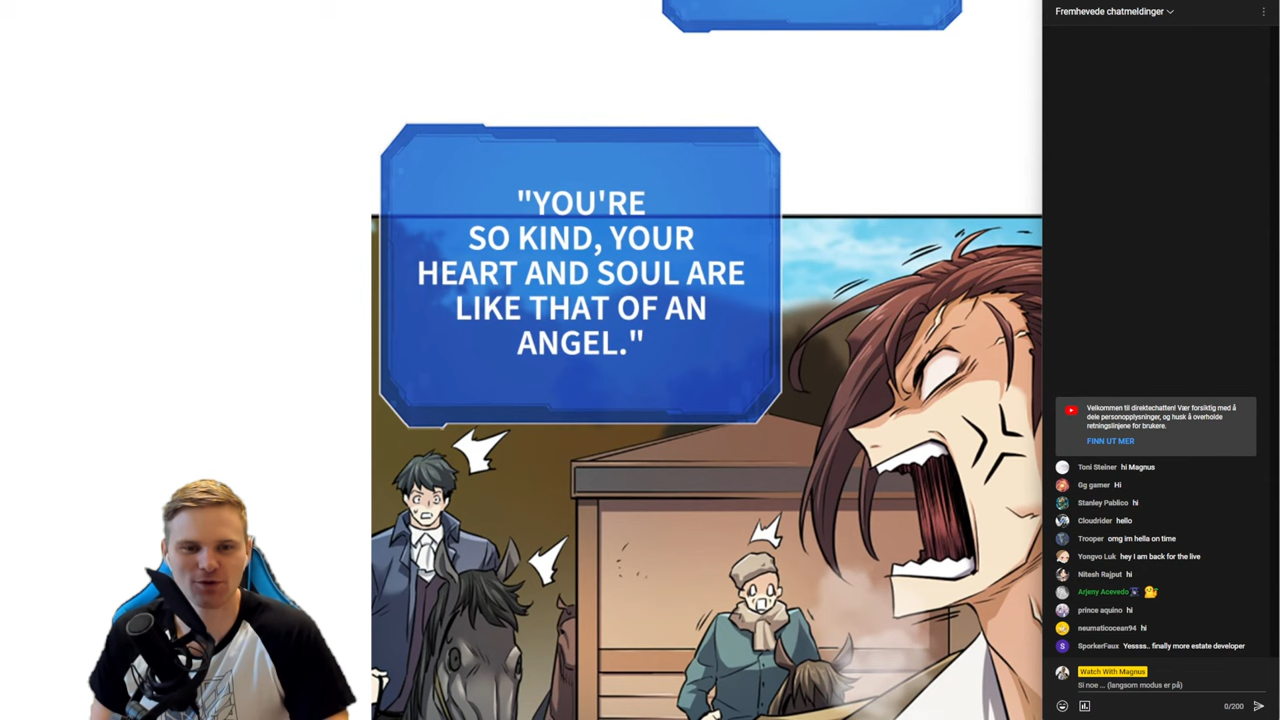 "YOU'RE
SO KIND, YOUR
HEART AND SOUL ARE
LIKE THAT OF AN
ANGEL."
Fremhevede chatmeldinger
Velkommen til direktechatten! Vær forsiktig med å
dele personopplysninger, og husk å overholde
retningslinjene for brukere.
FINN UT MER
Toni Steiner hi Magnus
Gg gamer Hi
Stanley Pablico hi
Cloudrider hello
Trooper omg im hella on time
Yongvo Luk hey I am back for the live
Nitesh Rajput hi
Arjeny Acevedo
prince aquino hi
neumaticocean94 hi
S SporkerFaux Yessss.. finally more estate developer
Watch With Magnus
Si noe ... (langsom modus er på)
0/200